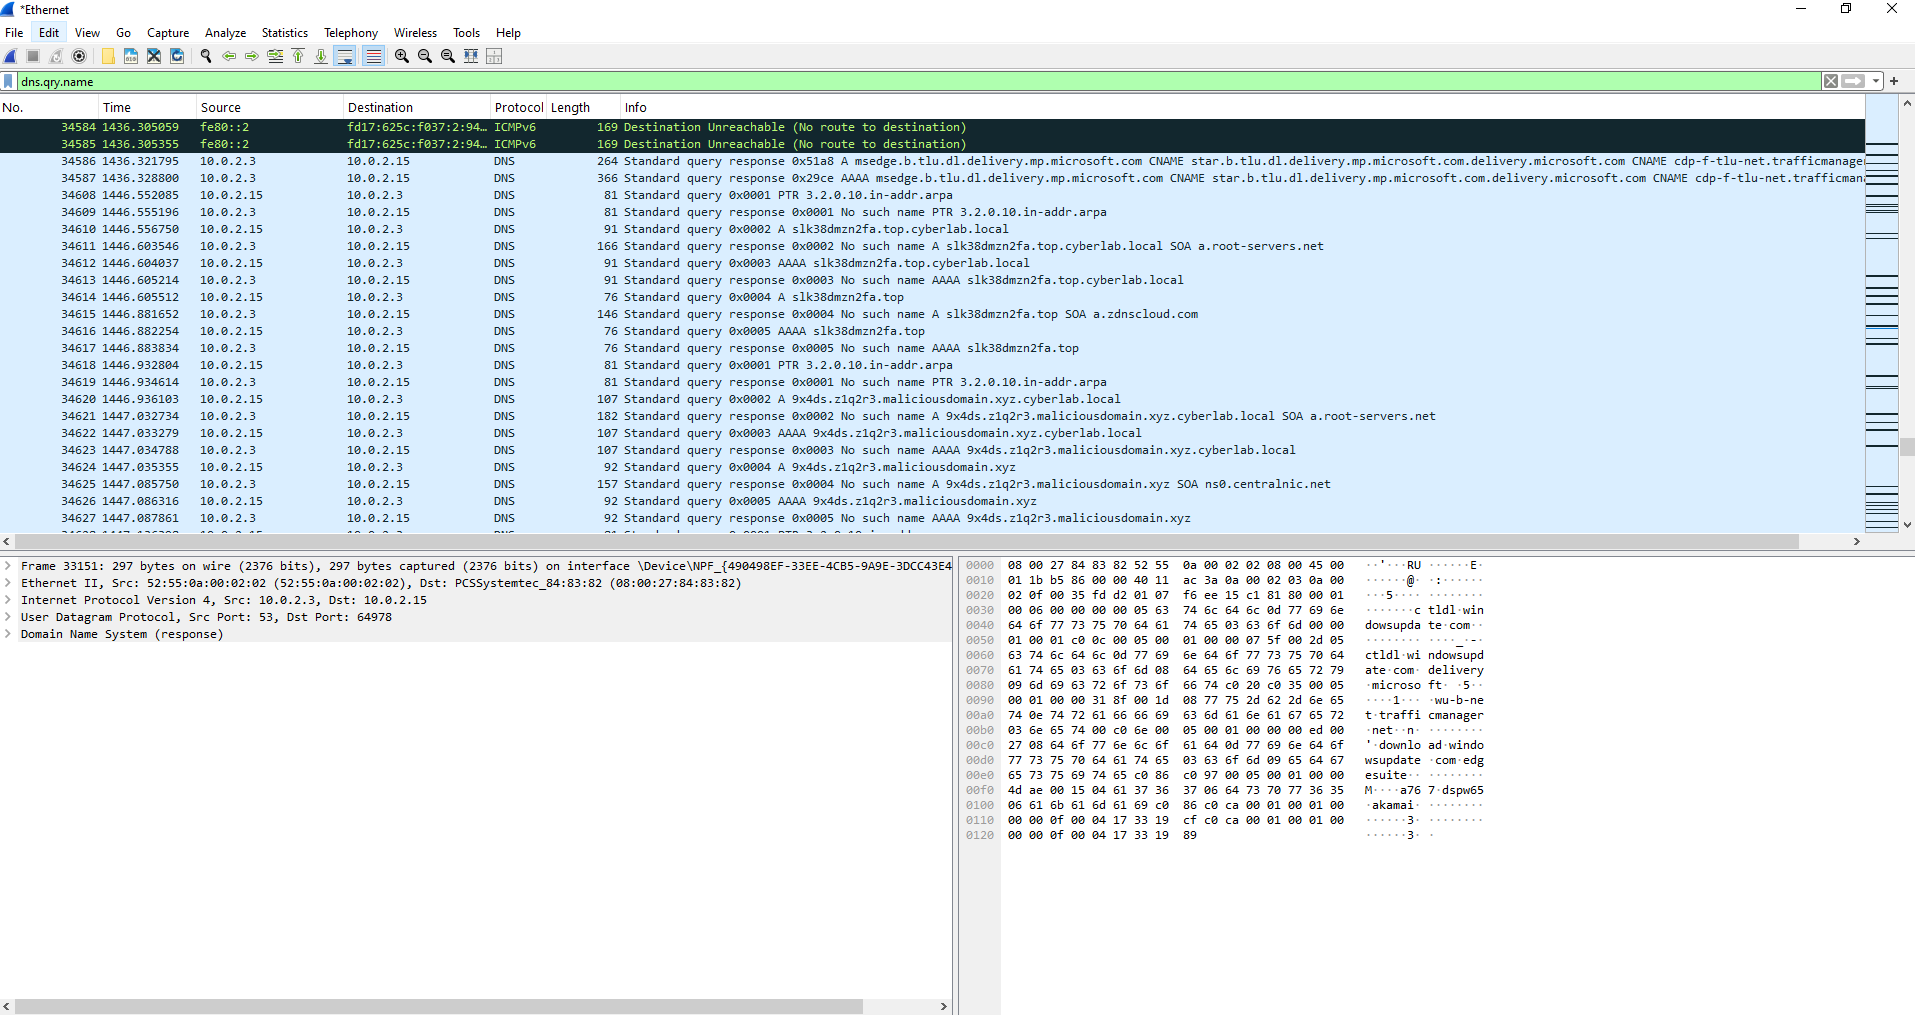 *Ethernet
File Edit View Go Capture Analyze Statistics Telephony Wireless Tools Help
dns.qry.name
No. Time Source Destination Protocol Length Info
34584 1436.305059 fe80::2 fd17:625c:f037:2:94… ICMPv6 169 Destination Unreachable (No route to destination)
34585 1436.305355 fe80::2 fd17:625c:f037:2:94… ICMPv6 169 Destination Unreachable (No route to destination)
34586 1436.321795 10.0.2.3 10.0.2.15 DNS 264 Standard query response 0x51a8 A msedge.b.tlu.dl.delivery.mp.microsoft.com CNAME star.b.tlu.dl.delivery.mp.microsoft.com.delivery.microsoft.com CNAME cdp-f-tlu-net.trafficmanage
34587 1436.328800 10.0.2.3 10.0.2.15 DNS 366 Standard query response 0x29ce AAAA msedge.b.tlu.dl.delivery.mp.microsoft.com CNAME star.b.tlu.dl.delivery.mp.microsoft.com.delivery.microsoft.com CNAME cdp-f-tlu-net.trafficman
34608 1446.552085 10.0.2.15 10.0.2.3 DNS 81 Standard query 0x0001 PTR 3.2.0.10.in-addr.arpa
34609 1446.555196 10.0.2.3 10.0.2.15 DNS 81 Standard query response 0x0001 No such name PTR 3.2.0.10.in-addr.arpa
34610 1446.556750 10.0.2.15 10.0.2.3 DNS 91 Standard query 0x0002 A slk38dmzn2fa.top.cyberlab.local
34611 1446.603546 10.0.2.3 10.0.2.15 DNS 166 Standard query response 0x0002 No such name A slk38dmzn2fa.top.cyberlab.local SOA a.root-servers.net
34612 1446.604037 10.0.2.15 10.0.2.3 DNS 91 Standard query 0x0003 AAAA slk38dmzn2fa.top.cyberlab.local
34613 1446.605214 10.0.2.3 10.0.2.15 DNS 91 Standard query response 0x0003 No such name AAAA slk38dmzn2fa.top.cyberlab.local
34614 1446.605512 10.0.2.15 10.0.2.3 DNS 76 Standard query 0x0004 A slk38dmzn2fa.top
34615 1446.881652 10.0.2.3 10.0.2.15 DNS 146 Standard query response 0x0004 No such name A slk38dmzn2fa.top SOA a.zdnscloud.com
34616 1446.882254 10.0.2.15 10.0.2.3 DNS 76 Standard query 0x0005 AAAA slk38dmzn2fa.top
34617 1446.883834 10.0.2.3 10.0.2.15 DNS 76 Standard query response 0x0005 No such name AAAA slk38dmzn2fa.top
34618 1446.932804 10.0.2.15 10.0.2.3 DNS 81 Standard query 0x0001 PTR 3.2.0.10.in-addr.arpa
34619 1446.934614 10.0.2.3 10.0.2.15 DNS 81 Standard query response 0x0001 No such name PTR 3.2.0.10.in-addr.arpa
34620 1446.936103 10.0.2.15 10.0.2.3 DNS 107 Standard query 0x0002 A 9x4ds.z1q2r3.maliciousdomain.xyz.cyberlab.local
34621 1447.032734 10.0.2.3 10.0.2.15 DNS 182 Standard query response 0x0002 No such name A 9x4ds.z1q2r3.maliciousdomain.xyz.cyberlab.local SOA a.root-servers.net
34622 1447.033279 10.0.2.15 10.0.2.3 DNS 107 Standard query 0x0003 AAAA 9x4ds.z1q2r3.maliciousdomain.xyz.cyberlab.local
34623 1447.034788 10.0.2.3 10.0.2.15 DNS 107 Standard query response 0x0003 No such name AAAA 9x4ds.z1q2r3.maliciousdomain.xyz.cyberlab.local
34624 1447.035355 10.0.2.15 10.0.2.3 DNS 92 Standard query 0x0004 A 9x4ds.z1q2r3.maliciousdomain.xyz
34625 1447.085750 10.0.2.3 10.0.2.15 DNS 157 Standard query response 0x0004 No such name A 9x4ds.z1q2r3.maliciousdomain.xyz SOA ns0.centralnic.net
34626 1447.086316 10.0.2.15 10.0.2.3 DNS 92 Standard query 0x0005 AAAA 9x4ds.z1q2r3.maliciousdomain.xyz
34627 1447.087861 10.0.2.3 10.0.2.15 DNS 92 Standard query response 0x0005 No such name AAAA 9x4ds.z1q2r3.maliciousdomain.xyz
Frame 33151: 297 bytes on wire (2376 bits), 297 bytes captured (2376 bits) on interface \Device\NPF_{490498EF-33EE-4CB5-9A9E-3DCC43E4
Ethernet II, Src: 52:55:0a:00:02:02 (52:55:0a:00:02:02), Dst: PCSSystemtec_84:83:82 (08:00:27:84:83:82)
Internet Protocol Version 4, Src: 10.0.2.3, Dst: 10.0.2.15
User Datagram Protocol, Src Port: 53, Dst Port: 64978
Domain Name System (response)
0000 08 00 27 84 83 82 52 55 0a 00 02 02 08 00 45 00 ··'···RU ······E·
0010 01 1b b5 86 00 00 40 11 ac 3a 0a 00 02 03 0a 00 ······@· ·:······
0020 02 0f 00 35 fd d2 01 07 f6 ee 15 c1 81 80 00 01 ···5···· ········
0030 00 06 00 00 00 00 05 63 74 6c 64 6c 0d 77 69 6e ·······c tldl·win
0040 64 6f 77 73 75 70 64 61 74 65 03 63 6f 6d 00 00 dowsupda te·com··
0050 01 00 01 c0 0c 00 05 00 01 00 00 07 5f 00 2d 05 ········ ····_·-·
0060 63 74 6c 64 6c 0d 77 69 6e 64 6f 77 73 75 70 64 ctldl·wi ndowsupd
0070 61 74 65 03 63 6f 6d 08 64 65 6c 69 76 65 72 79 ate·com· delivery
0080 09 6d 69 63 72 6f 73 6f 66 74 c0 20 c0 35 00 05 ·microso ft· ·5··
0090 00 01 00 00 31 8f 00 1d 08 77 75 2d 62 2d 6e 65 ····1··· ·wu-b-ne
00a0 74 0e 74 72 61 66 66 69 63 6d 61 6e 61 67 65 72 t·traffi cmanager
00b0 03 6e 65 74 00 c0 6e 00 05 00 01 00 00 00 ed 00 ·net··n· ········
00c0 27 08 64 6f 77 6e 6c 6f 61 64 0d 77 69 6e 64 6f '·downlo ad·windo
00d0 77 73 75 70 64 61 74 65 03 63 6f 6d 09 65 64 67 wsupdate ·com·edg
00e0 65 73 75 69 74 65 c0 86 c0 97 00 05 00 01 00 00 esuite·· ········
00f0 4d ae 00 15 04 61 37 36 37 06 64 73 70 77 36 35 M····a76 7·dspw65
0100 06 61 6b 61 6d 61 69 c0 86 c0 ca 00 01 00 01 00 ·akamai· ········
0110 00 00 0f 00 04 17 33 19 cf c0 ca 00 01 00 01 00 ······3· ········
0120 00 00 0f 00 04 17 33 19 89 ······3· ·